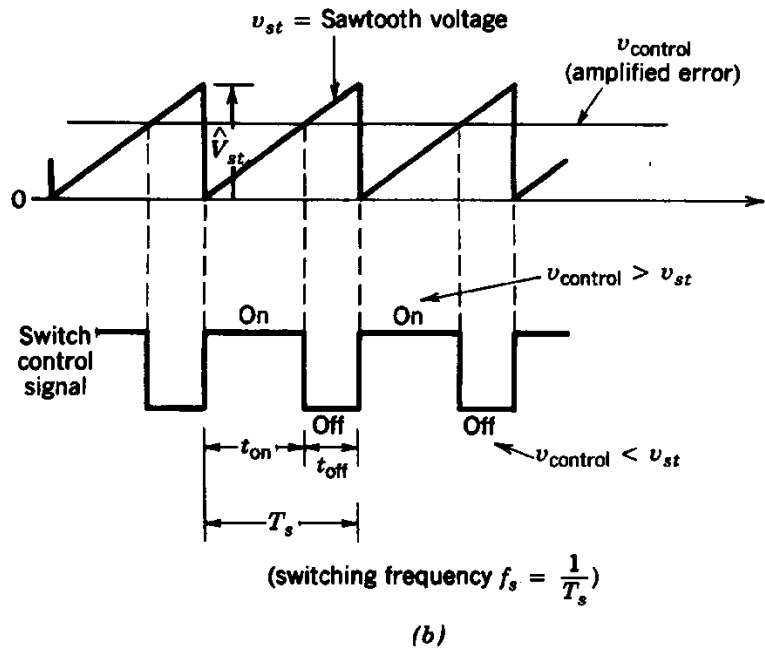 v_st = Sawtooth voltage
v_control
(amplified error)
V̂_st
0
v_control > v_st
On
On
Switch
control
signal
Off
Off
t_on
t_off
v_control < v_st
T_s
(switching frequency f_s = 1/T_s)
(b)